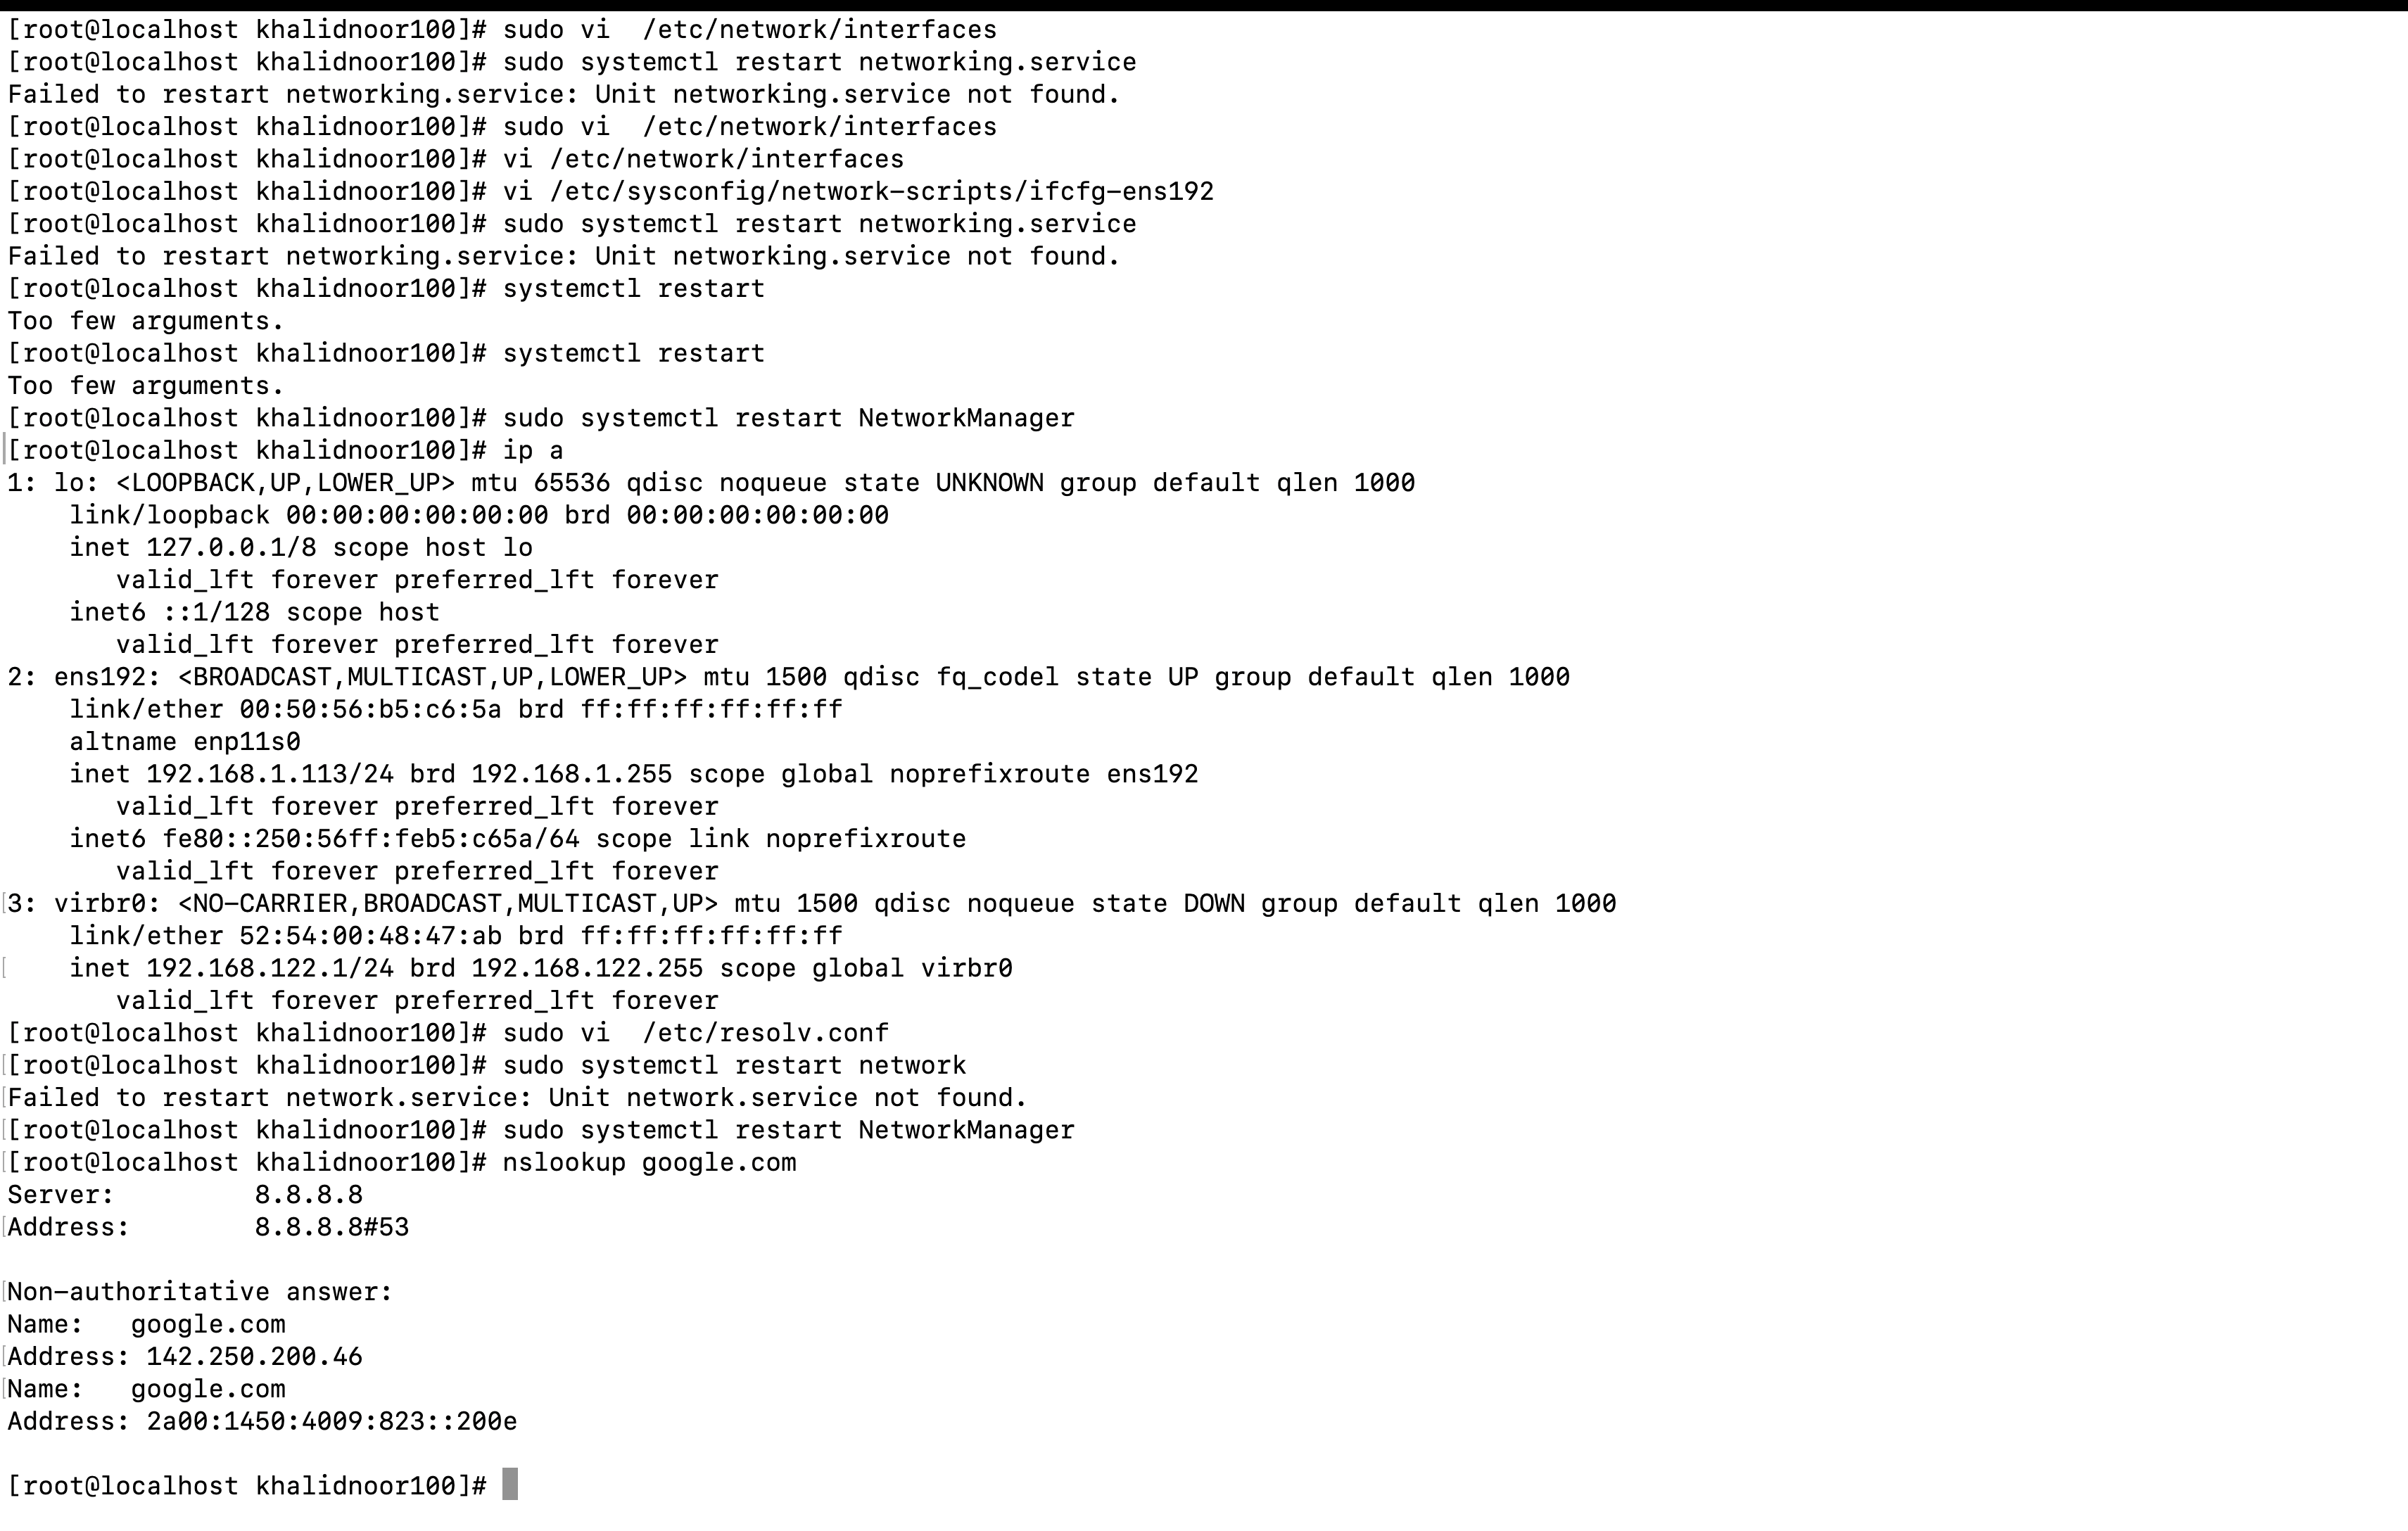 [root@localhost khalidnoor100]# sudo vi  /etc/network/interfaces
[root@localhost khalidnoor100]# sudo systemctl restart networking.service
Failed to restart networking.service: Unit networking.service not found.
[root@localhost khalidnoor100]# sudo vi  /etc/network/interfaces
[root@localhost khalidnoor100]# vi /etc/network/interfaces
[root@localhost khalidnoor100]# vi /etc/sysconfig/network-scripts/ifcfg-ens192
[root@localhost khalidnoor100]# sudo systemctl restart networking.service
Failed to restart networking.service: Unit networking.service not found.
[root@localhost khalidnoor100]# systemctl restart
Too few arguments.
[root@localhost khalidnoor100]# systemctl restart
Too few arguments.
[root@localhost khalidnoor100]# sudo systemctl restart NetworkManager
[root@localhost khalidnoor100]# ip a
1: lo: <LOOPBACK,UP,LOWER_UP> mtu 65536 qdisc noqueue state UNKNOWN group default qlen 1000
    link/loopback 00:00:00:00:00:00 brd 00:00:00:00:00:00
    inet 127.0.0.1/8 scope host lo
       valid_lft forever preferred_lft forever
    inet6 ::1/128 scope host
       valid_lft forever preferred_lft forever
2: ens192: <BROADCAST,MULTICAST,UP,LOWER_UP> mtu 1500 qdisc fq_codel state UP group default qlen 1000
    link/ether 00:50:56:b5:c6:5a brd ff:ff:ff:ff:ff:ff
    altname enp11s0
    inet 192.168.1.113/24 brd 192.168.1.255 scope global noprefixroute ens192
       valid_lft forever preferred_lft forever
    inet6 fe80::250:56ff:feb5:c65a/64 scope link noprefixroute
       valid_lft forever preferred_lft forever
3: virbr0: <NO-CARRIER,BROADCAST,MULTICAST,UP> mtu 1500 qdisc noqueue state DOWN group default qlen 1000
    link/ether 52:54:00:48:47:ab brd ff:ff:ff:ff:ff:ff
    inet 192.168.122.1/24 brd 192.168.122.255 scope global virbr0
       valid_lft forever preferred_lft forever
[root@localhost khalidnoor100]# sudo vi  /etc/resolv.conf
[root@localhost khalidnoor100]# sudo systemctl restart network
Failed to restart network.service: Unit network.service not found.
[root@localhost khalidnoor100]# sudo systemctl restart NetworkManager
[root@localhost khalidnoor100]# nslookup google.com
Server:         8.8.8.8
Address:        8.8.8.8#53

Non-authoritative answer:
Name:   google.com
Address: 142.250.200.46
Name:   google.com
Address: 2a00:1450:4009:823::200e

[root@localhost khalidnoor100]#